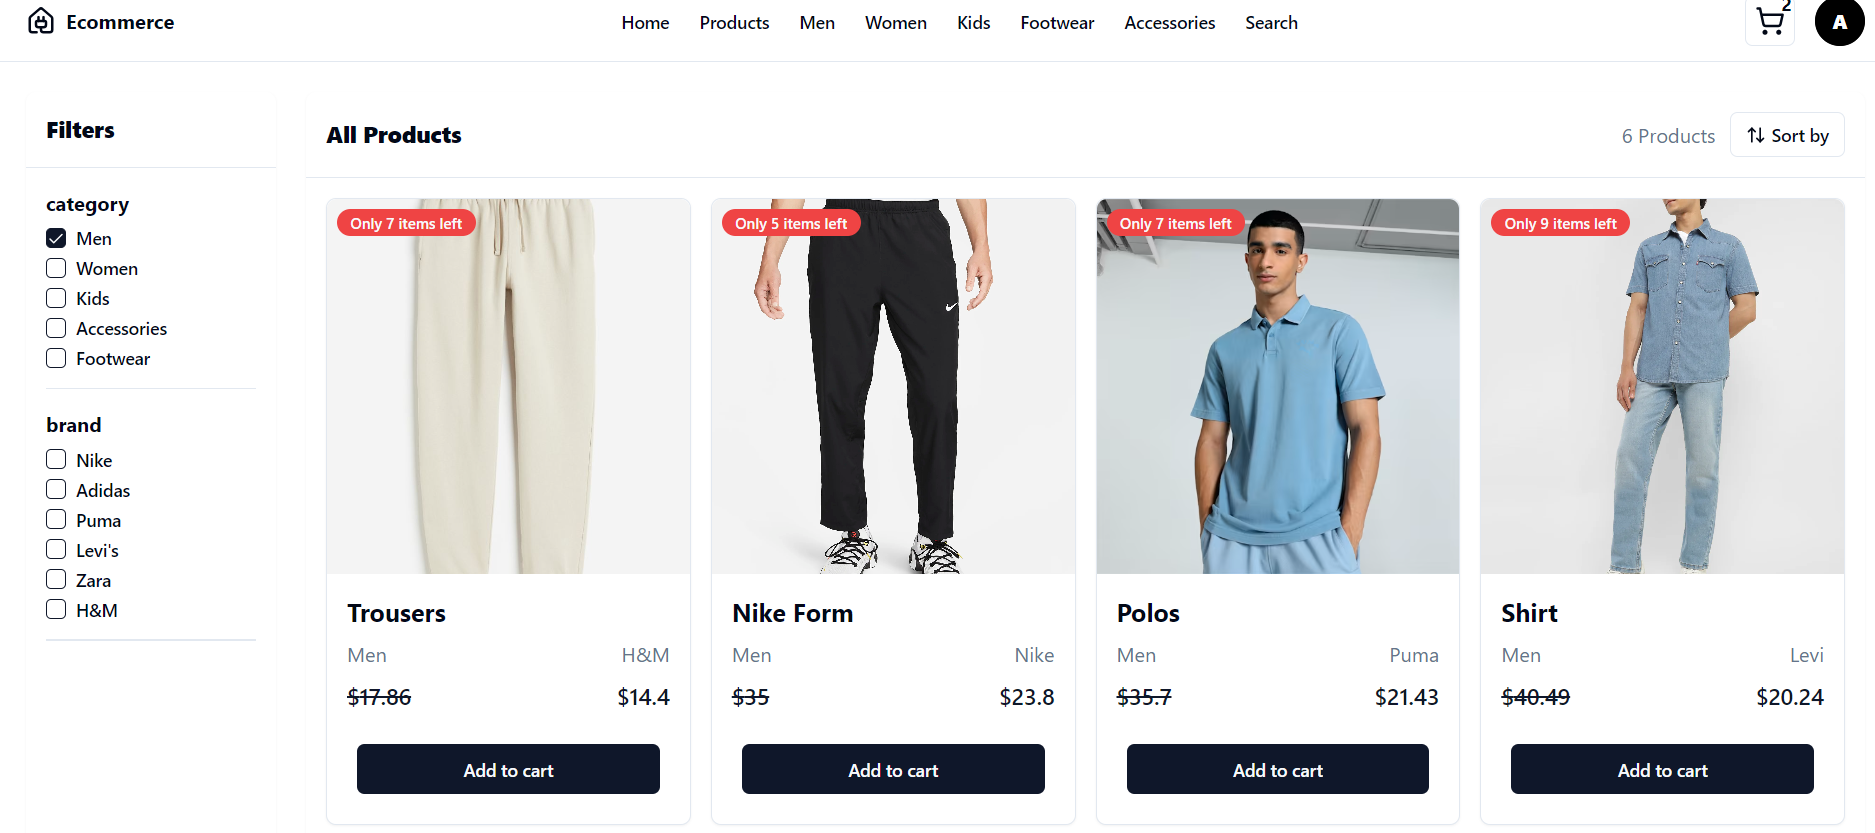 Ecommerce
Home Products Men Women Kids Footwear Accessories Search
2
A
Filters
category
Men
Women
Kids
Accessories
Footwear
brand
Nike
Adidas
Puma
Levi's
Zara
H&M
All Products
6 Products
Sort by
Only 7 items left
Trousers
Men H&M
$17.86 $14.4
Add to cart
Only 5 items left
Nike Form
Men Nike
$35 $23.8
Add to cart
Only 7 items left
Polos
Men Puma
$35.7 $21.43
Add to cart
Only 9 items left
Shirt
Men Levi
$40.49 $20.24
Add to cart